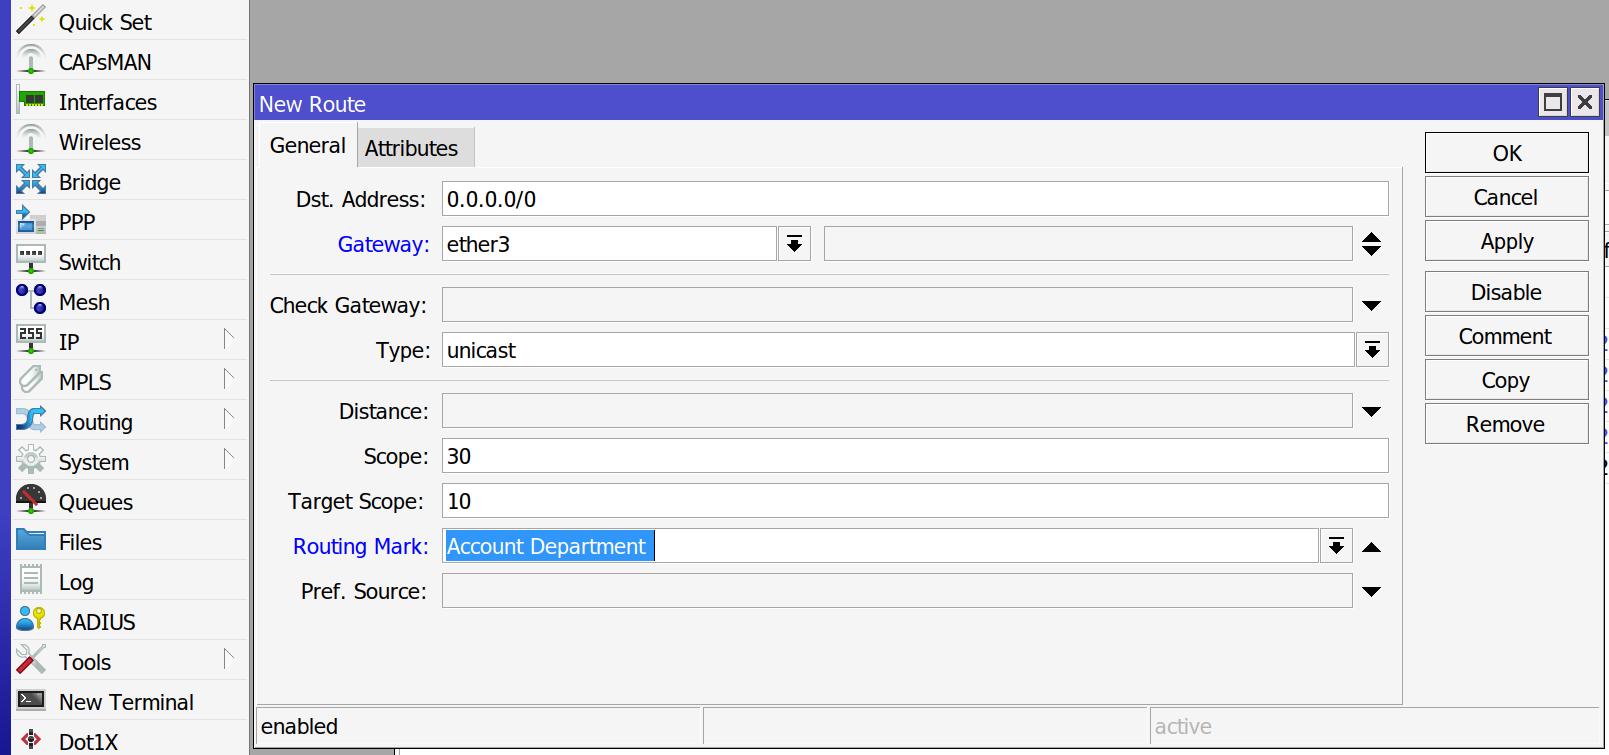 Quick Set
CAPsMAN
Interfaces
Wireless
Bridge
PPP
Switch
Mesh
255
IP
MPLS
Routing
System
Queues
Files
Log
RADIUS
Tools
New Terminal
Dot1X
New Route
General
Attributes
Dst. Address: 0.0.0.0/0
Gateway: ether3
Check Gateway:
Type: unicast
Distance:
Scope: 30
Target Scope: 10
Routing Mark: Account Department
Pref. Source:
OK
Cancel
Apply
Disable
Comment
Copy
Remove
enabled
active